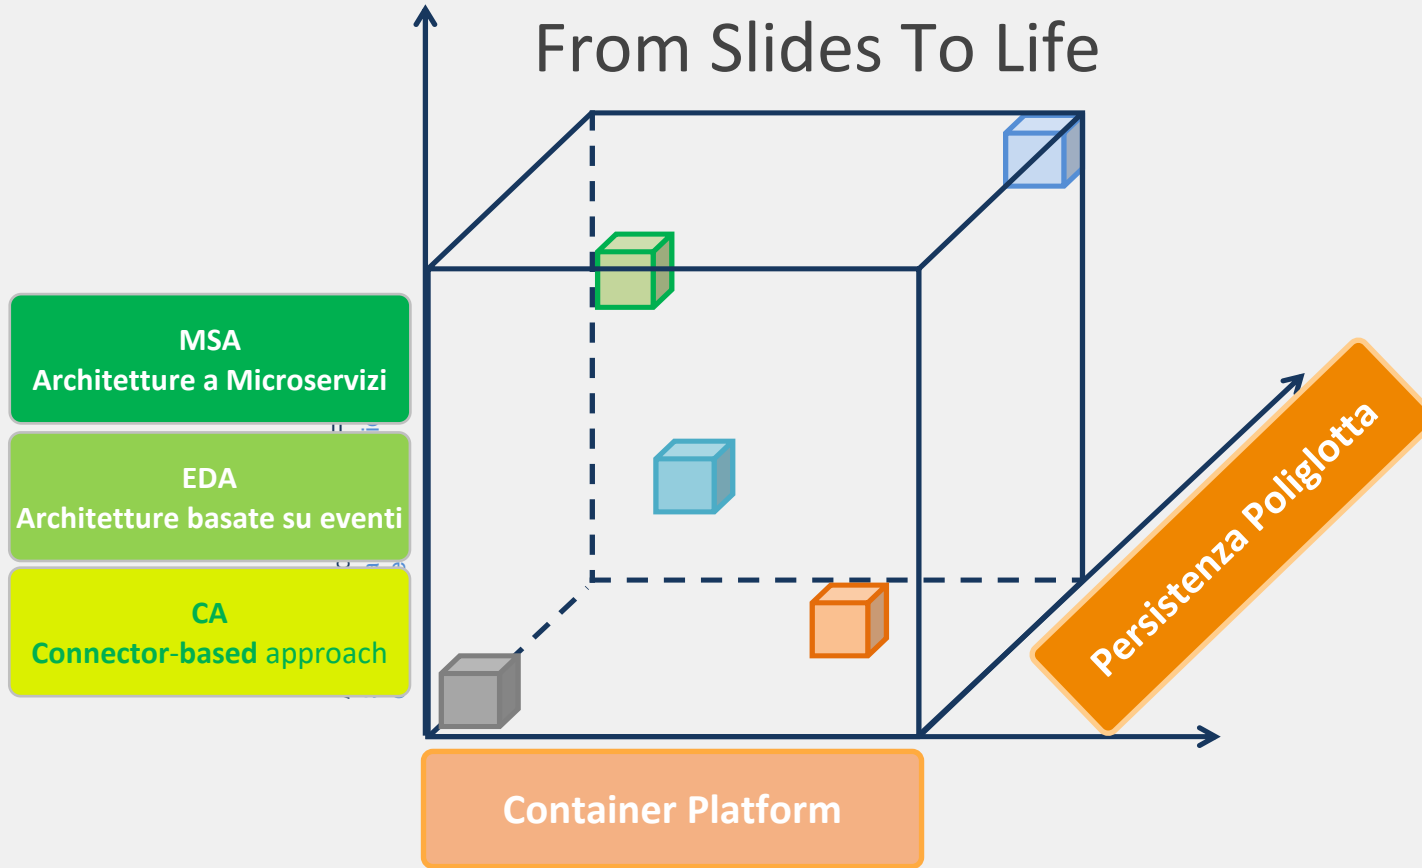 From Slides To Life
MSA
Architetture a Microservizi
EDA
Architetture basate su eventi
CA
Connector-based approach
Persistenza Poliglotta
Container Platform